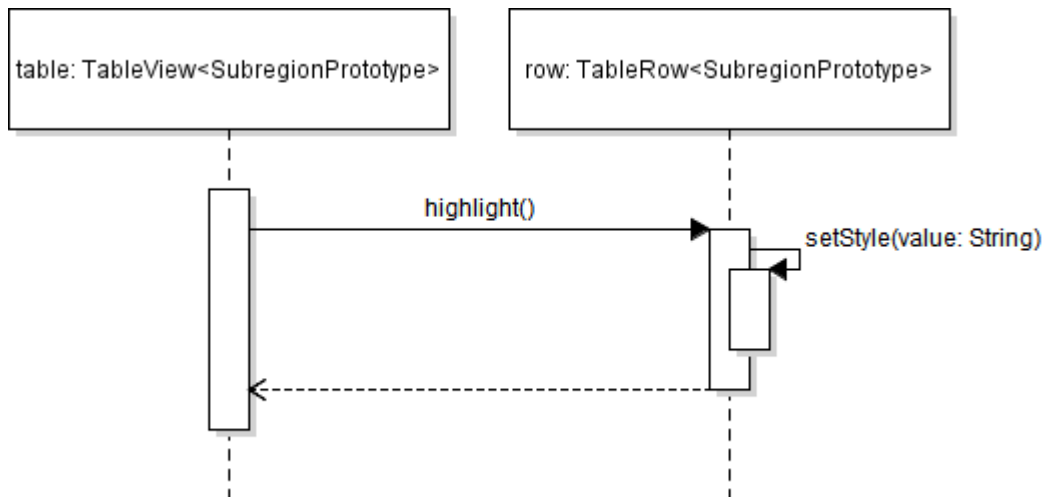 table: TableView<SubregionPrototype>
row: TableRow<SubregionPrototype>
highlight()
setStyle(value: String)